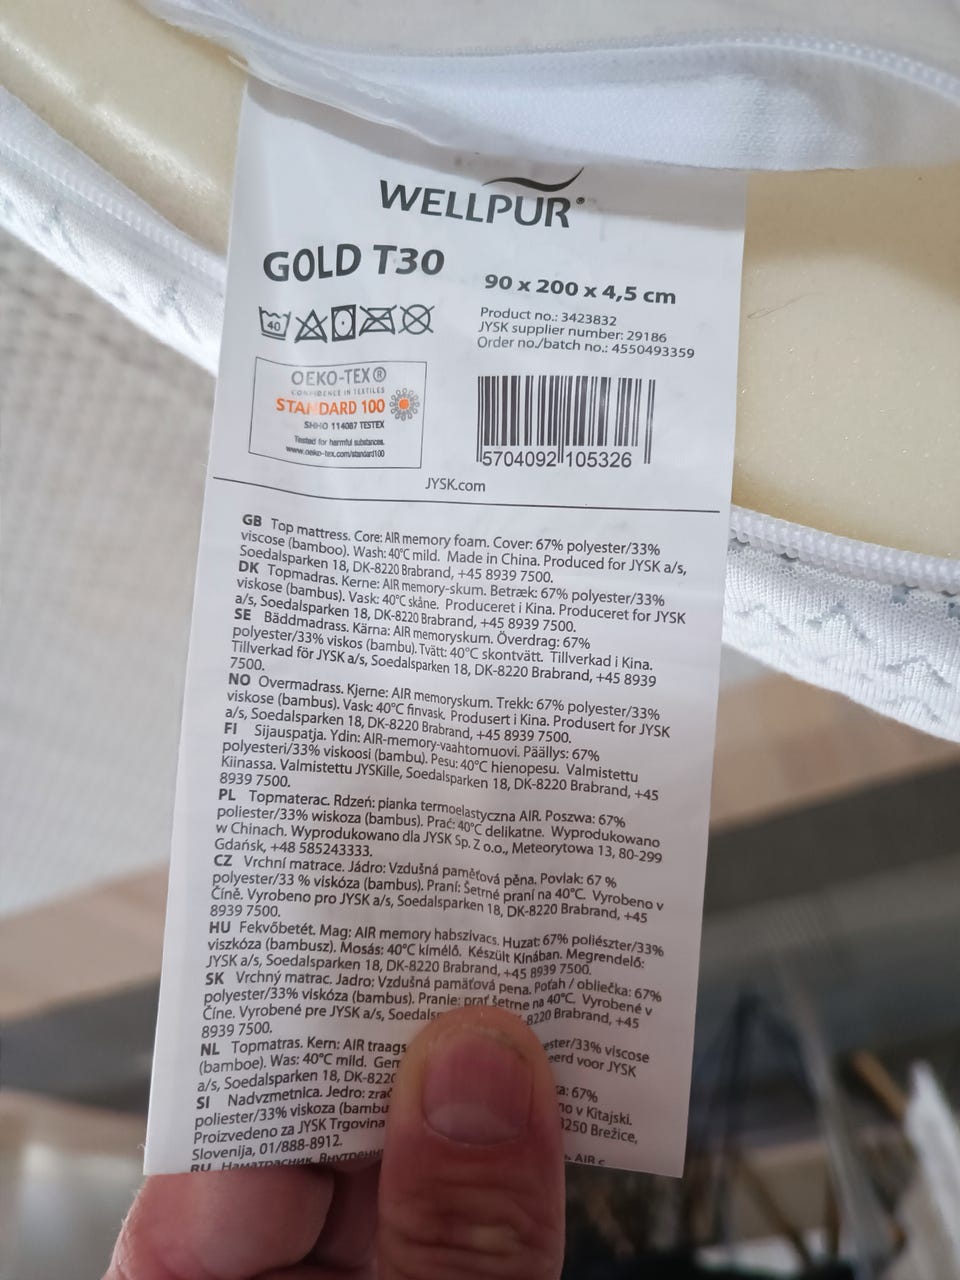 WELLPUR®
GOLD T30
90 x 200 x 4,5 cm
40
Product no.: 3423832
JYSK supplier number: 29186
Order no./batch no.: 4550493359
OEKO-TEX®
CONFIDENCE IN TEXTILES
STANDARD 100
SHHO 114087 TESTEX
Tested for harmful substances.
www.oeko-tex.com/standard100
5704092 105326
JYSK.com
GB Top mattress. Core: AIR memory foam. Cover: 67% polyester/33%
viscose (bamboo). Wash: 40°C mild. Made in China. Produced for JYSK a/s,
Soedalsparken 18, DK-8220 Brabrand, +45 8939 7500.
DK Topmadras. Kerne: AIR memory-skum. Betræk: 67% polyester/33%
viskose (bambus). Vask: 40°C skåne. Produceret i Kina. Produceret for JYSK
a/s, Soedalsparken 18, DK-8220 Brabrand, +45 8939 7500.
SE Bäddmadrass. Kärna: AIR memoryskum. Överdrag: 67%
polyester/33% viskos (bambu). Tvätt: 40°C skontvätt. Tillverkad i Kina.
Tillverkad för JYSK a/s, Soedalsparken 18, DK-8220 Brabrand, +45 8939
7500.
NO Overmadrass. Kjerne: AIR memoryskum. Trekk: 67% polyester/33%
viskose (bambus). Vask: 40°C finvask. Produsert i Kina. Produsert for JYSK
a/s, Soedalsparken 18, DK-8220 Brabrand, +45 8939 7500.
FI Sijauspatja. Ydin: AIR-memory-vaahtomuovi. Päällys: 67%
polyesteri/33% viskoosi (bambu). Pesu: 40°C hienopesu. Valmistettu
Kiinassa. Valmistettu JYSKille, Soedalsparken 18, DK-8220 Brabrand, +45
8939 7500.
PL Topmaterac. Rdzeń: pianka termoelastyczna AIR. Poszwa: 67%
poliester/33% wiskoza (bambus). Prać: 40°C delikatne. Wyprodukowano
w Chinach. Wyprodukowano dla JYSK Sp. Z o.o., Meteorytowa 13, 80-299
Gdańsk, +48 585243333.
CZ Vrchní matrace. Jádro: Vzdušná paměťová pěna. Povlak: 67 %
polyester/33 % viskóza (bambus). Praní: Šetrné praní na 40°C. Vyrobeno v
Číně. Vyrobeno pro JYSK a/s, Soedalsparken 18, DK-8220 Brabrand, +45
8939 7500.
HU Fekvőbetét. Mag: AIR memory habszivacs. Huzat: 67% poliészter/33%
viszkóza (bambusz). Mosás: 40°C kímélő. Készült Kínában. Megrendelő:
JYSK a/s, Soedalsparken 18, DK-8220 Brabrand, +45 8939 7500.
SK Vrchný matrac. Jadro: Vzdušná pamäťová pena. Poťah / obliečka: 67%
polyester/33% viskóza (bambus). Pranie: prať šetrne na 40°C. Vyrobené v
Číne. Vyrobené pre JYSK a/s, -8220 Brabrand, +45
8939 7500.
NL Topmatras. Kern: AIR /33% viscose
(bamboe). Was: 40°C mild. voor JYSK
a/s, Soedalsparken 18,
SI Nadvzmetnica. Jedro: 67%
poliester/33% viskoza v Kitajski.
Proizvedeno za JYSK Trgovina 8250 Brežice,
Slovenija, 01/888-8912.
RU Наматрасник. AIR с